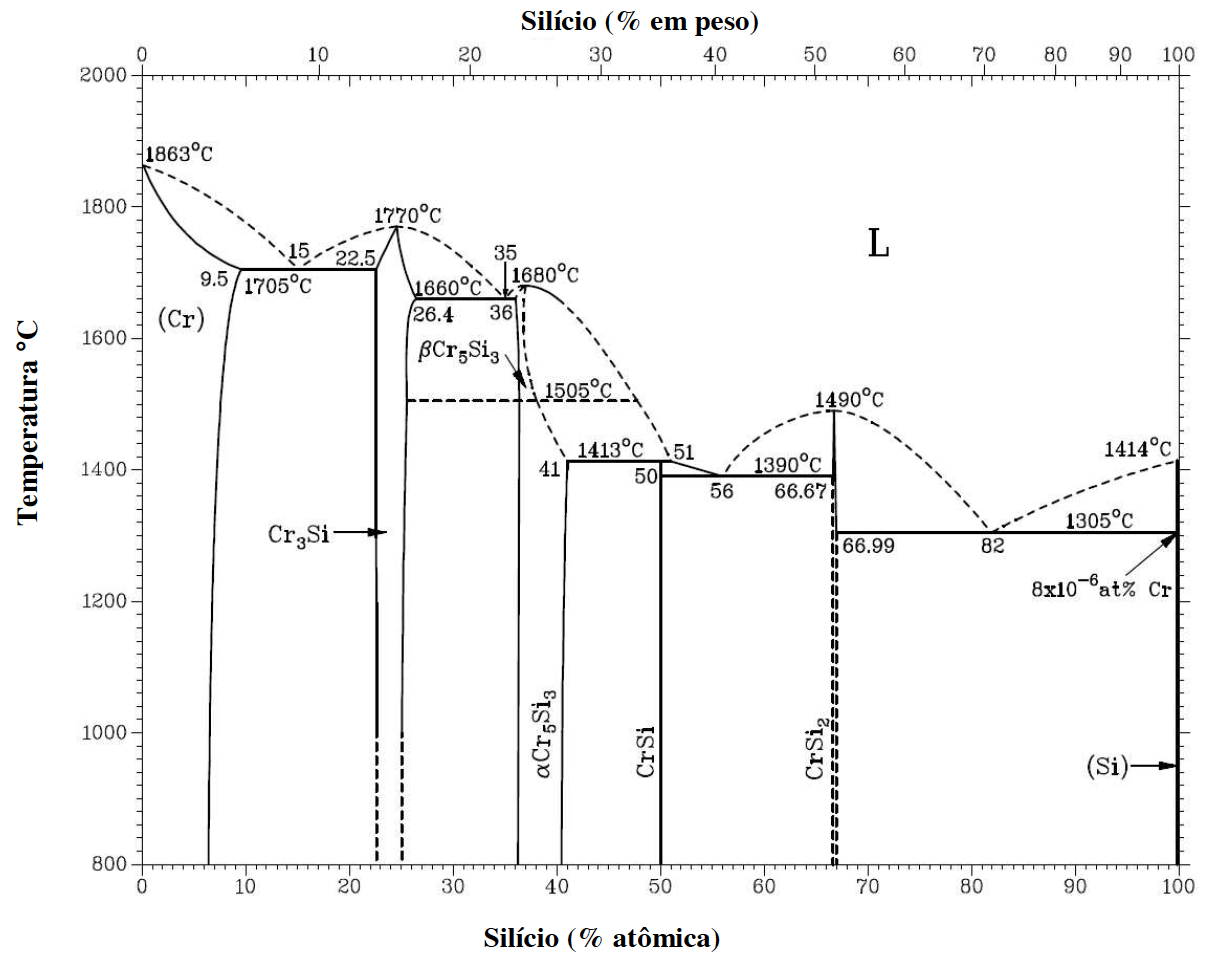 Silício (% em peso)
0 10 20 30 40 50 60 70 80 90 100
2000
1863°C
1800
1770°C
L
15
22.5
35
9.5
1705°C
1680°C
1660°C
(Cr)
26.4
36
1600
βCr₅Si₃
1505°C
1490°C
1413°C
51
1414°C
1400
41
50
1390°C
56
66.67
1305°C
Cr₃Si
66.99
82
8x10⁻⁶at% Cr
1200
αCr₅Si₃
CrSi
CrSi₂
1000
(Si)
800
0 10 20 30 40 50 60 70 80 90 100
Temperatura °C
Silício (% atômica)